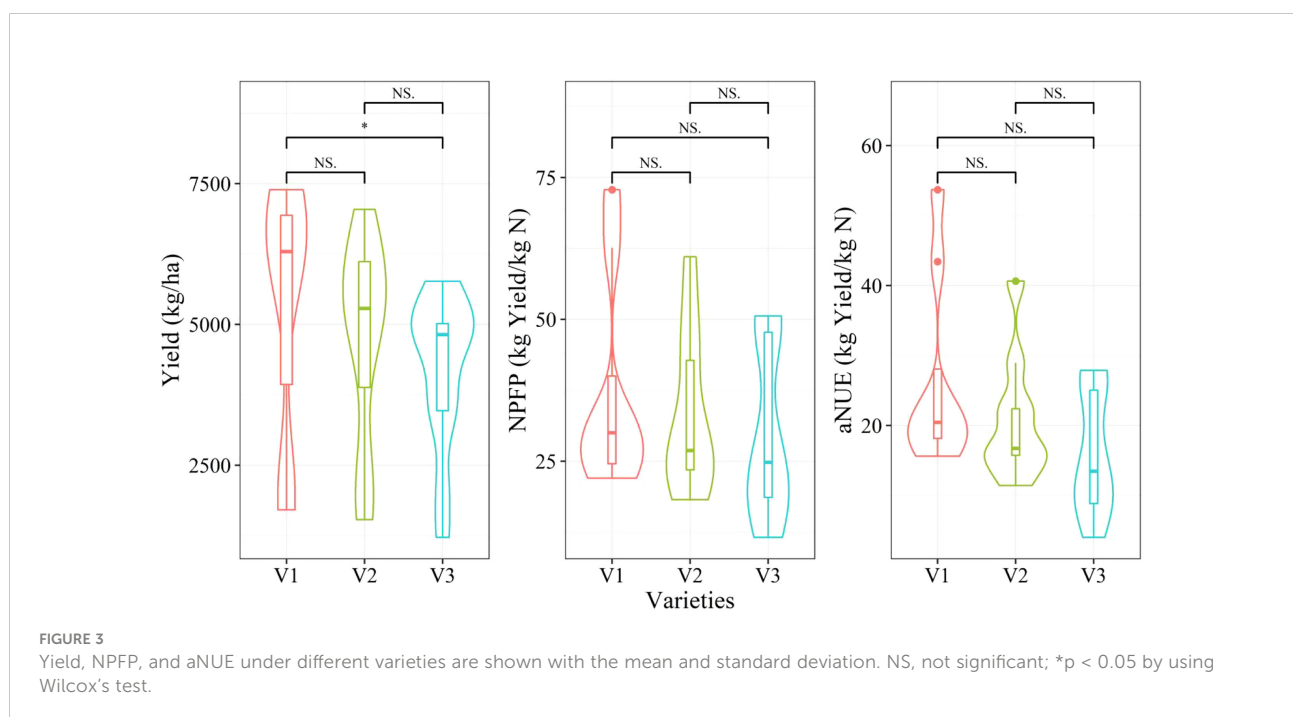 NS.
*
NS.
7500
5000
2500
Yield (kg/ha)
V1 V2 V3
NS.
NS.
NS.
75
50
25
NPFP (kg Yield/kg N)
V1 V2 V3
Varieties
NS.
NS.
NS.
60
40
20
aNUE (kg Yield/kg N)
V1 V2 V3
FIGURE 3
Yield, NPFP, and aNUE under different varieties are shown with the mean and standard deviation. NS, not significant; *p < 0.05 by using
Wilcox’s test.